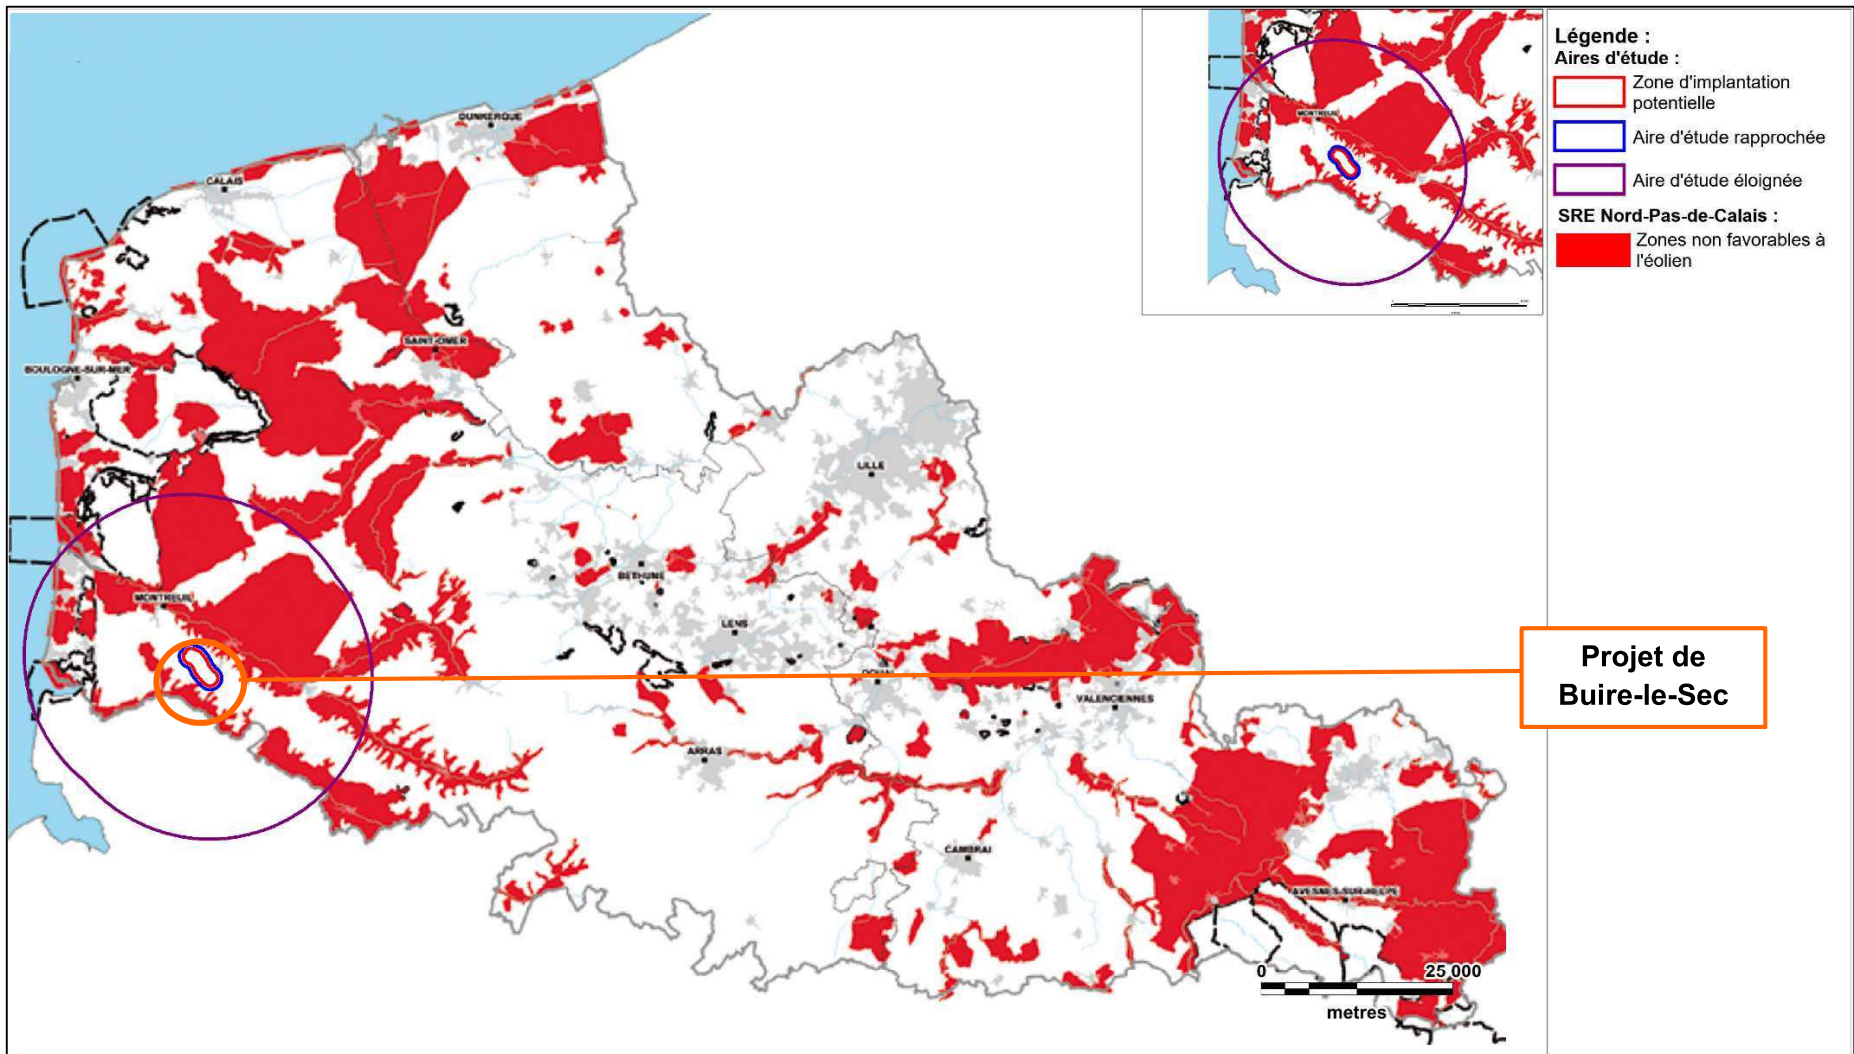 DUNKERQUE
CALAIS
SAINT-OMER
BOULOGNE-SUR-MER
LILLE
BETHUNE
MONTREUIL
LENS
DOUAI
VALENCIENNES
ARRAS
CAMBRAI
AVESNES-SUR-HELPE
0 25 000
metres
MONTREUIL
Légende :
Aires d'étude :
Zone d'implantation
potentielle
Aire d'étude rapprochée
Aire d'étude éloignée
SRE Nord-Pas-de-Calais :
Zones non favorables à
l'éolien
Projet de
Buire-le-Sec